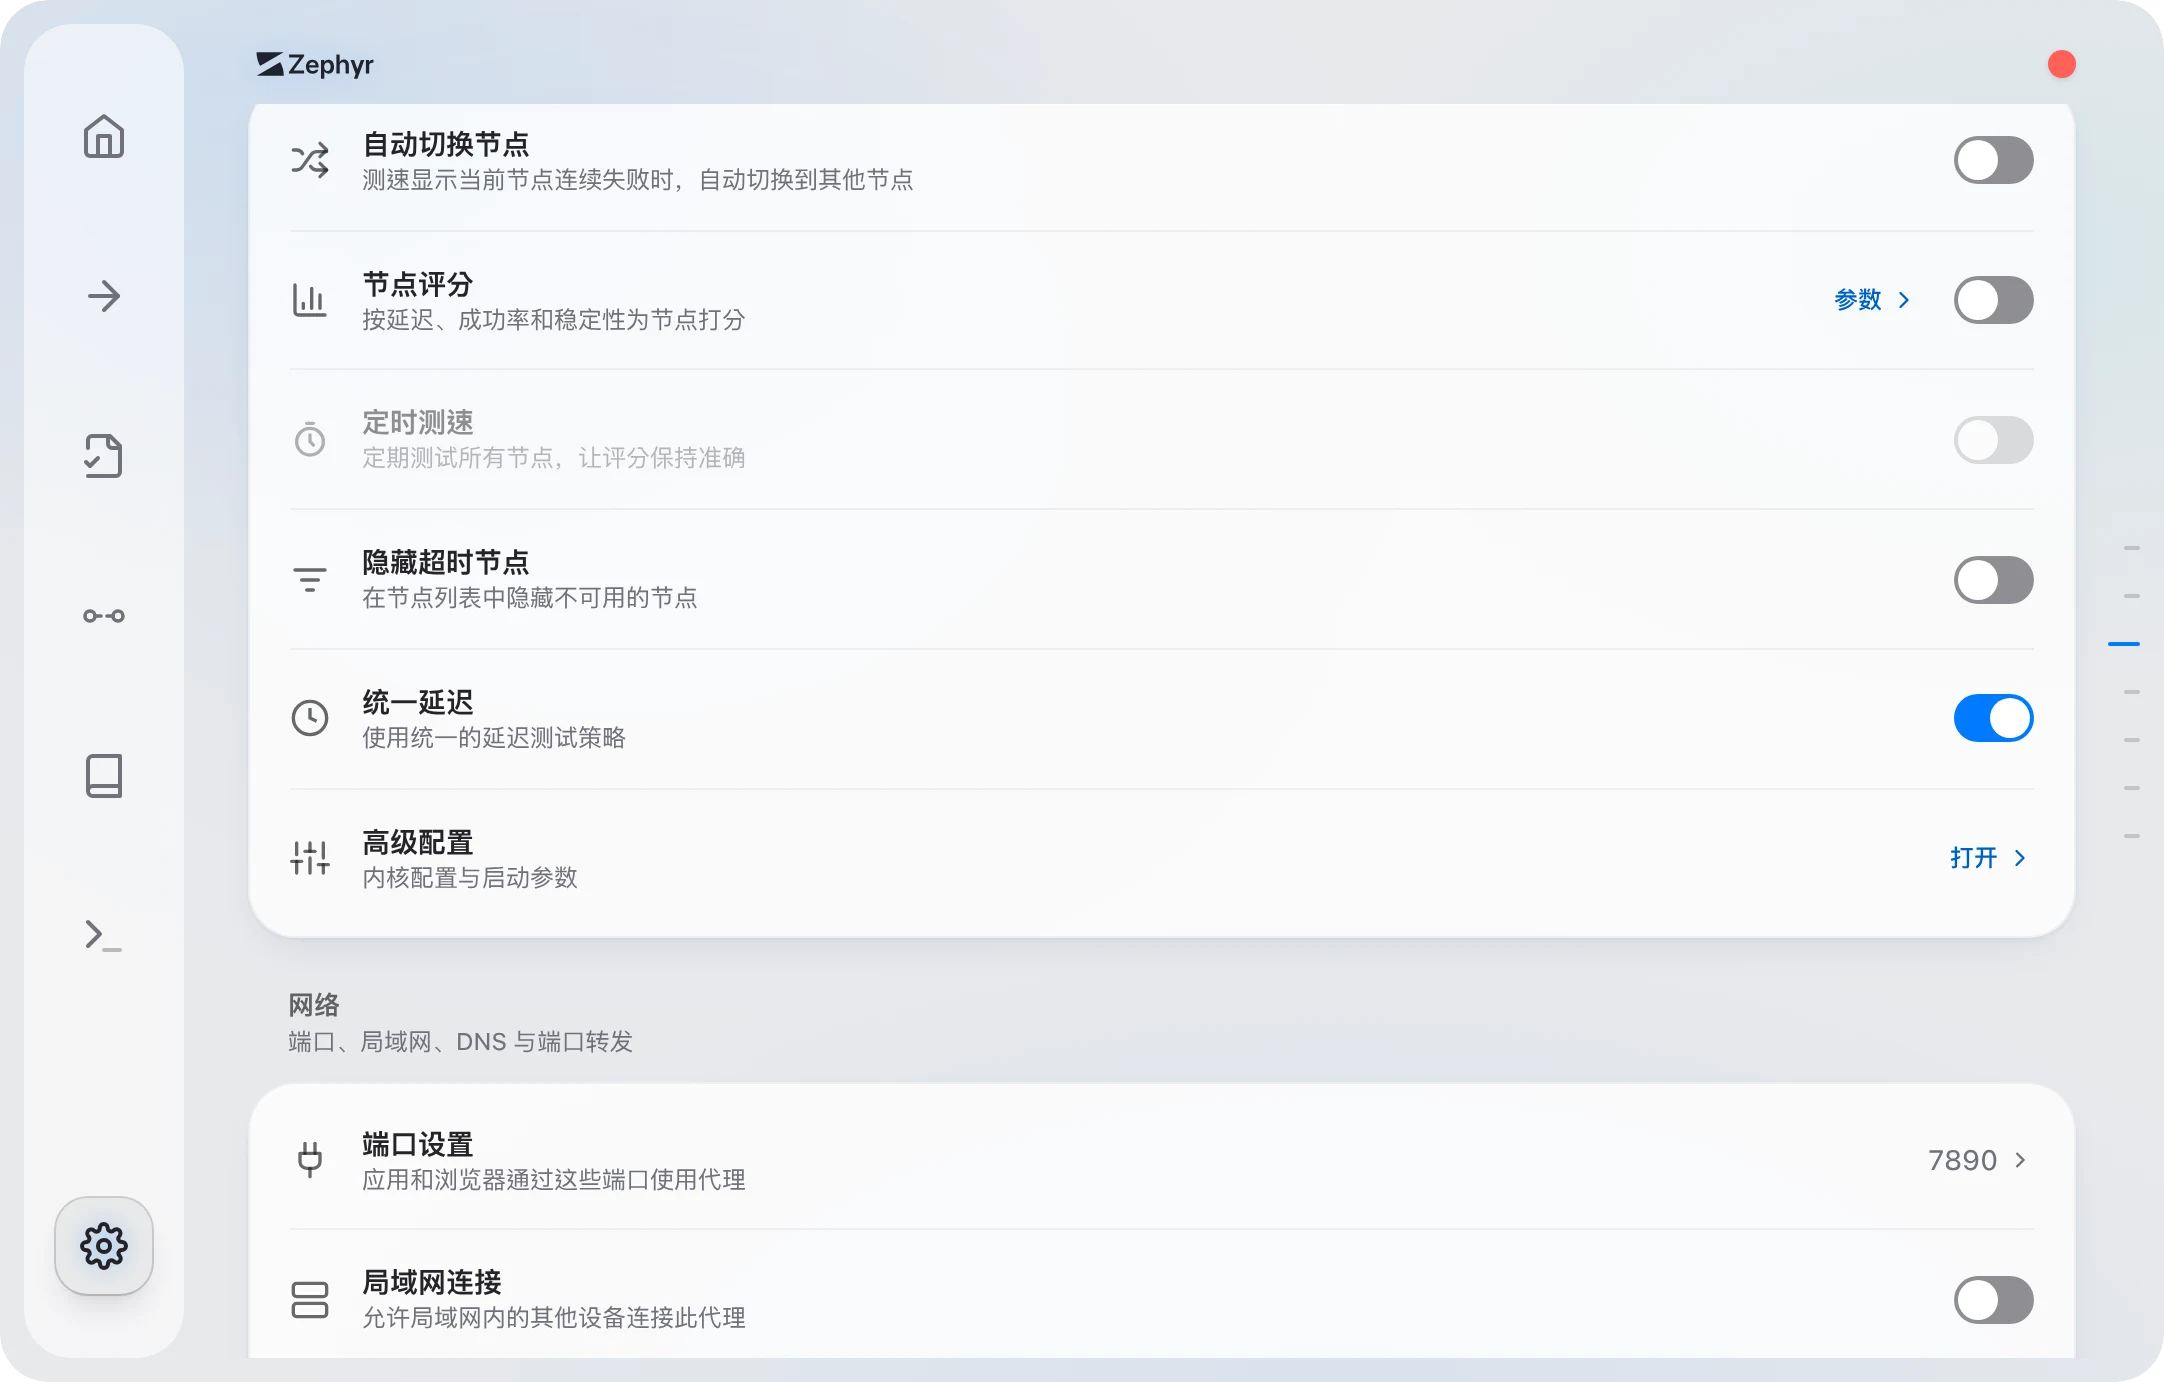 Zephyr
自动切换节点
测速显示当前节点连续失败时，自动切换到其他节点
节点评分
按延迟、成功率和稳定性为节点打分
参数
定时测速
定期测试所有节点，让评分保持准确
隐藏超时节点
在节点列表中隐藏不可用的节点
统一延迟
使用统一的延迟测试策略
高级配置
内核配置与启动参数
打开
网络
端口、局域网、DNS 与端口转发
端口设置
应用和浏览器通过这些端口使用代理
7890
局域网连接
允许局域网内的其他设备连接此代理